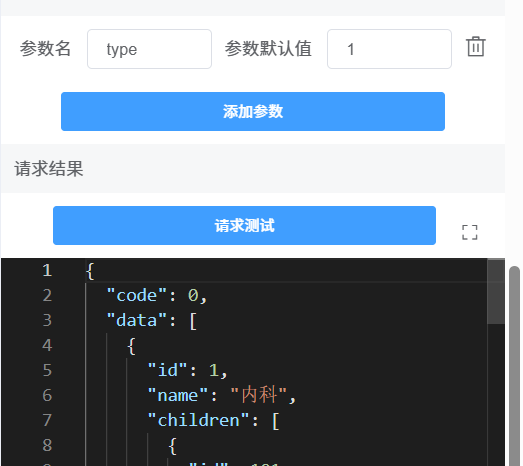 参数名 type 参数默认值 1
添加参数
请求结果
请求测试
1 {
2 "code": 0,
3 "data": [
4 {
5 "id": 1,
6 "name": "内科",
7 "children": [
8 {